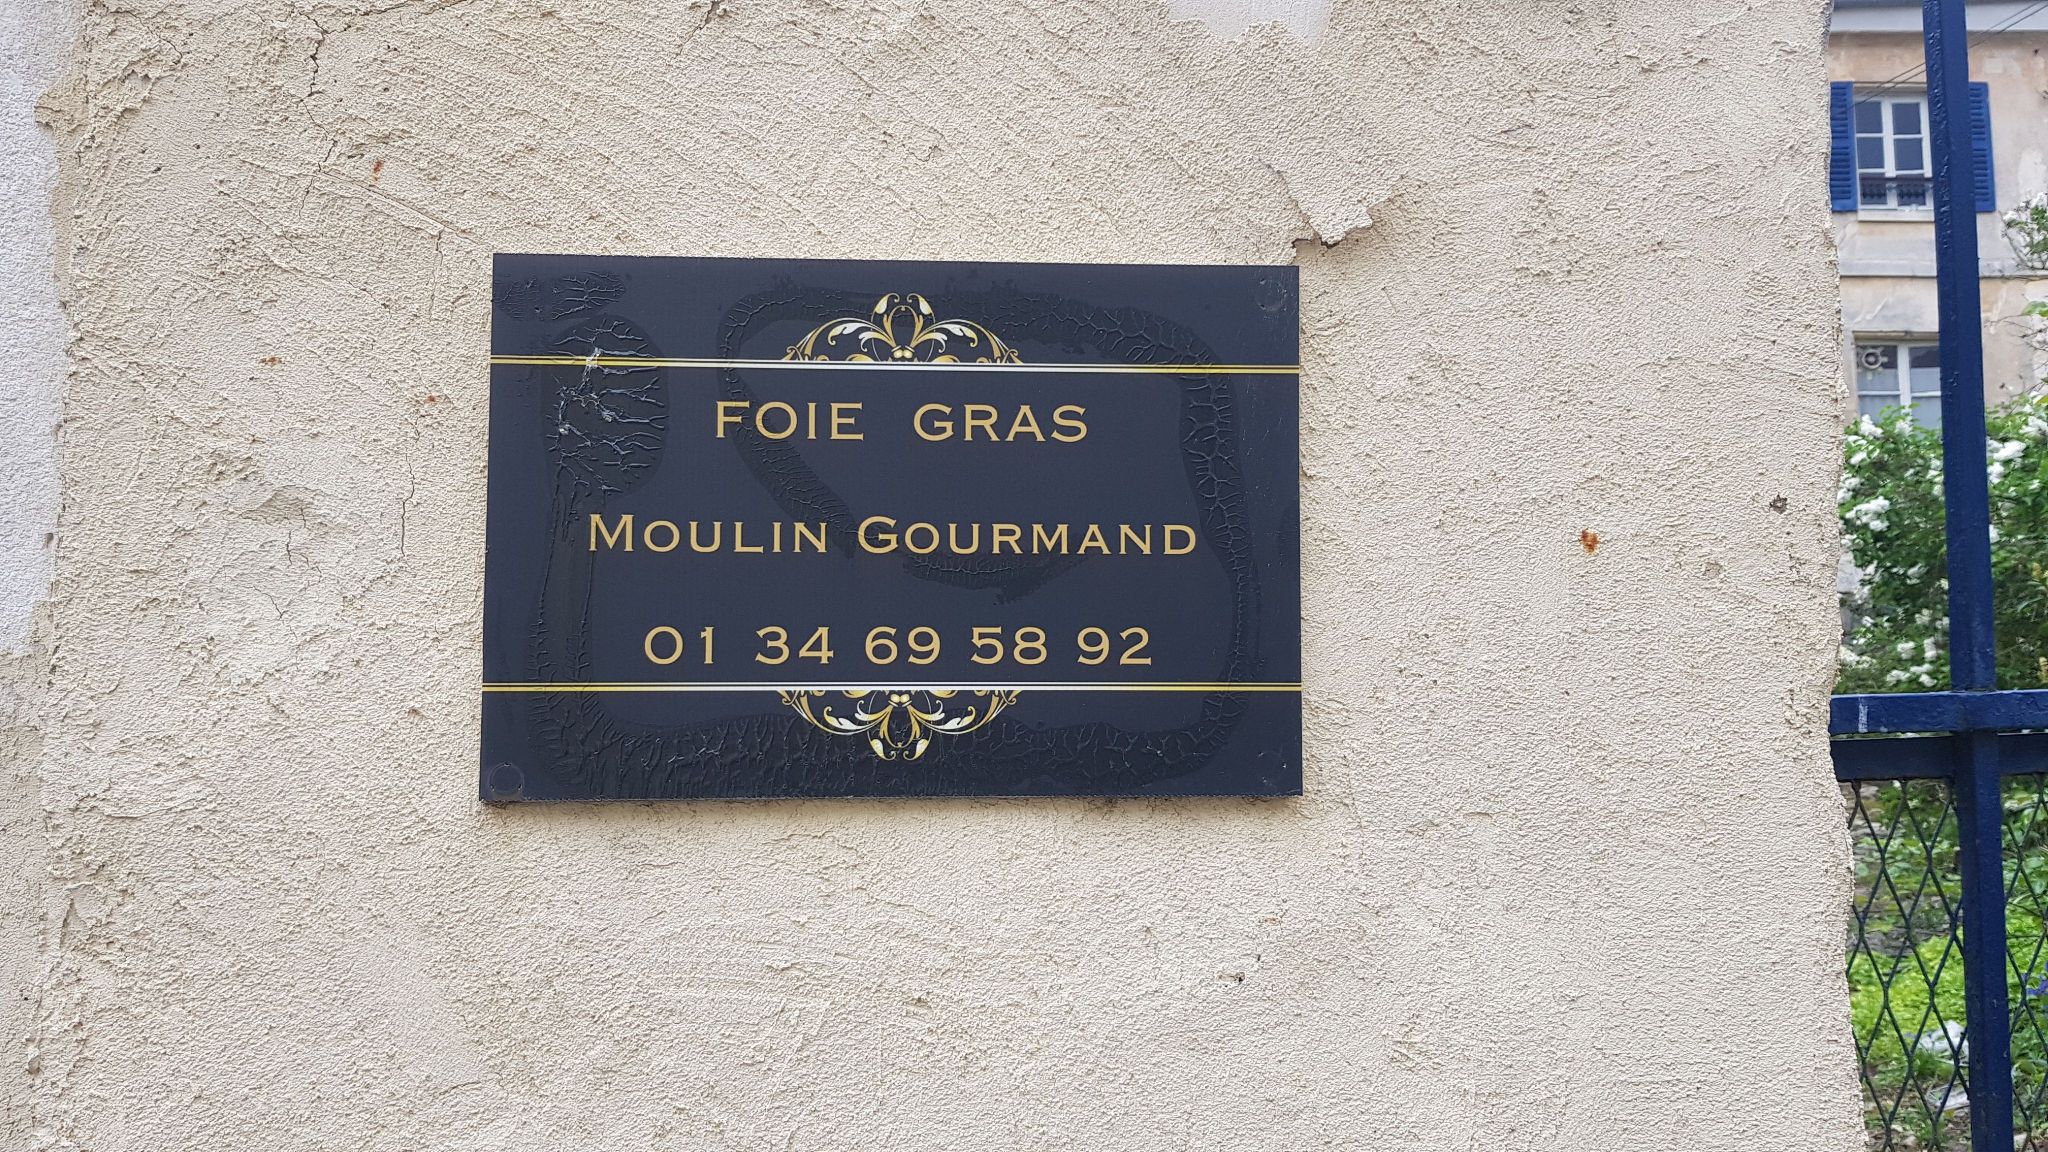 FOIE GRAS
MOULIN GOURMAND
01 34 69 58 92